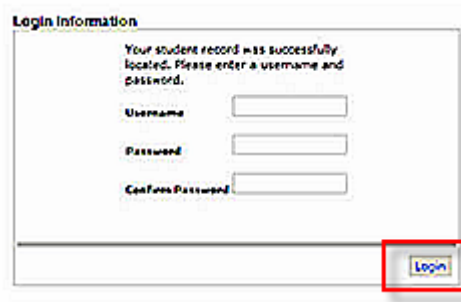 Login Information
Your student record was successfully
located. Please enter a username and
password.
Username
Password
Confirm Password
Login